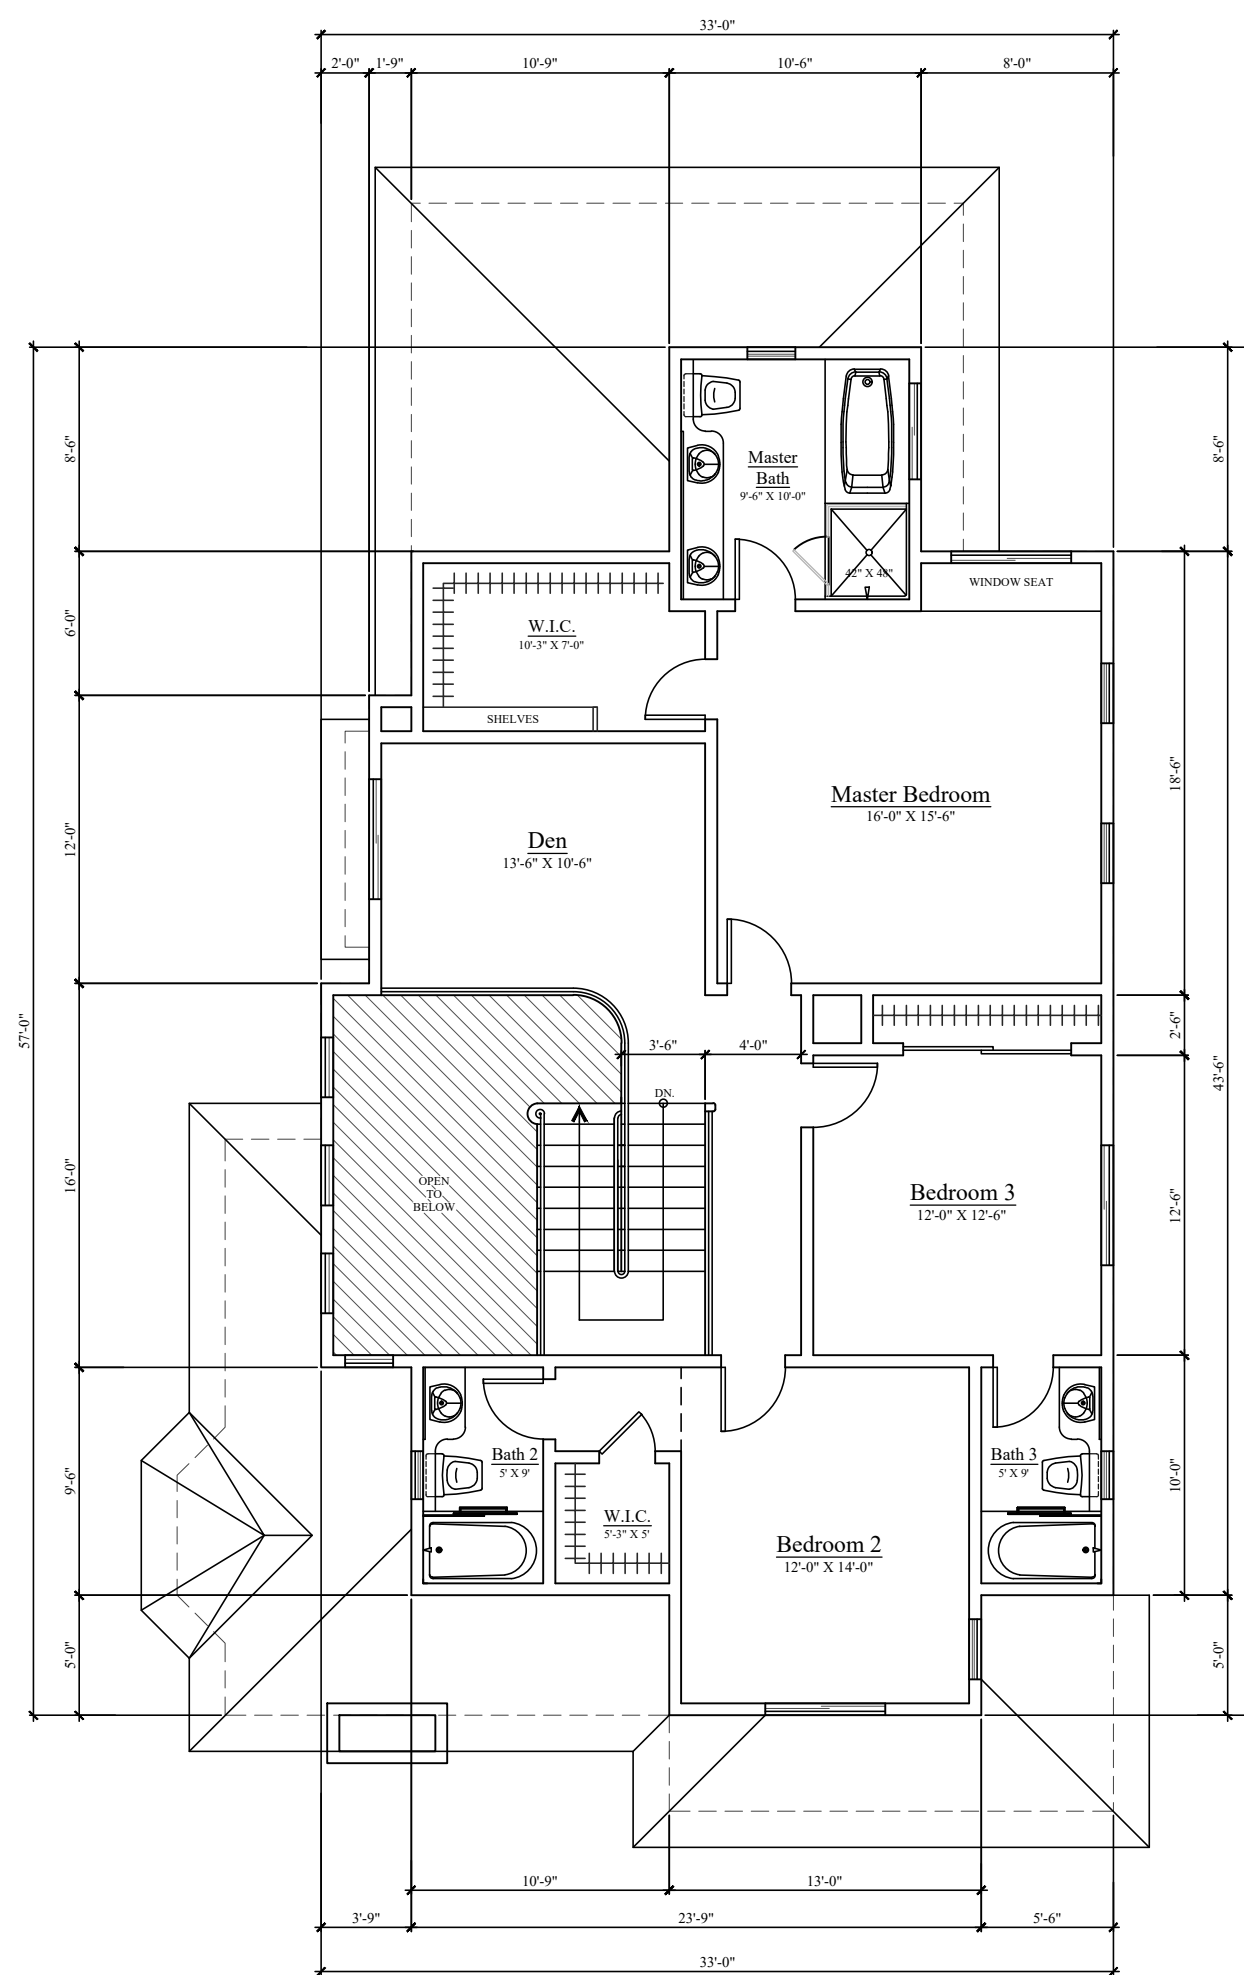 33'-0"
2'-0" 1'-9" 10'-9" 10'-6" 8'-0"
8'-6"
8'-6"
Master
Bath
9'-6" X 10'-0"
42" X 48"
WINDOW SEAT
6'-0"
W.I.C.
10'-3" X 7'-0"
SHELVES
18'-6"
Master Bedroom
16'-0" X 15'-6"
12'-0"
Den
13'-6" X 10'-6"
57'-0"
2'-6"
3'-6" 4'-0"
43'-6"
DN.
16'-0"
OPEN
TO
BELOW
Bedroom 3
12'-0" X 12'-6"
12'-6"
9'-6"
Bath 2
5' X 9'
Bath 3
5' X 9'
10'-0"
W.I.C.
5'-3" X 5'
Bedroom 2
12'-0" X 14'-0"
5'-0"
5'-0"
10'-9" 13'-0"
3'-9" 23'-9" 5'-6"
33'-0"